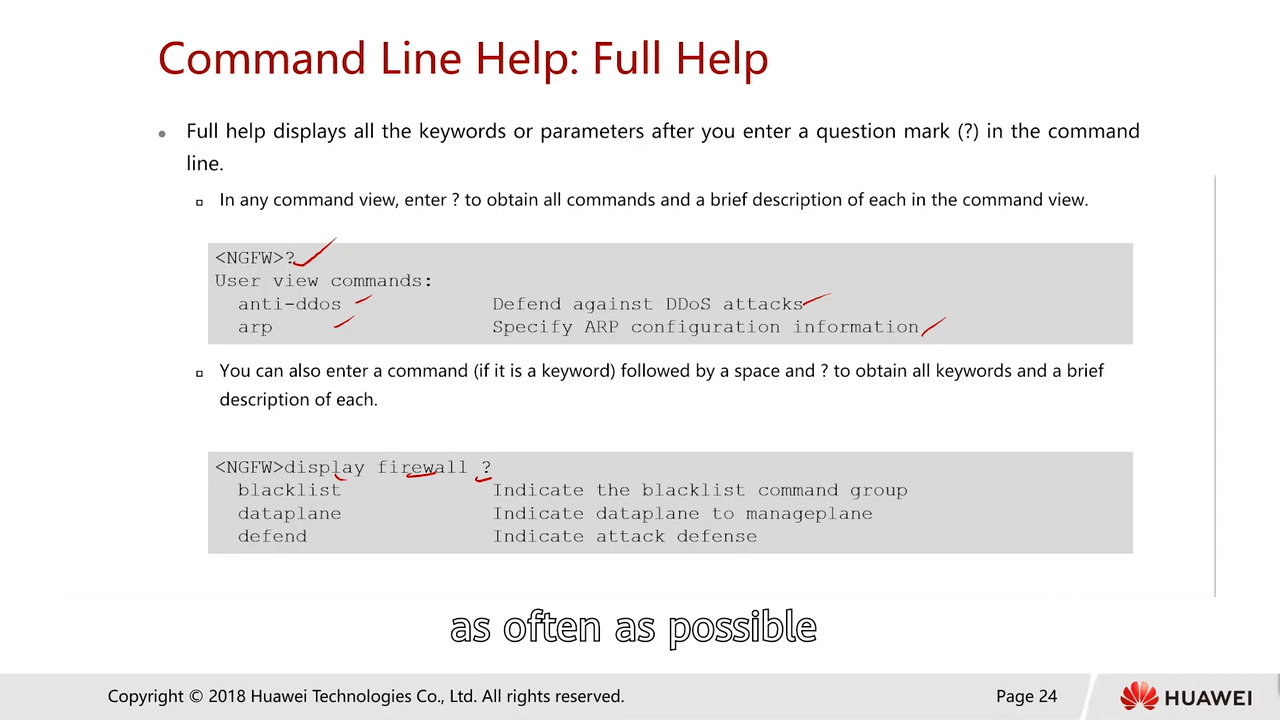 Command Line Help: Full Help
Full help displays all the keywords or parameters after you enter a question mark (?) in the command
line.
In any command view, enter ? to obtain all commands and a brief description of each in the command view.
<NGFW>?
User view commands:
anti-ddos Defend against DDoS attacks
arp Specify ARP configuration information
You can also enter a command (if it is a keyword) followed by a space and ? to obtain all keywords and a brief
description of each.
<NGFW>display firewall ?
blacklist Indicate the blacklist command group
dataplane Indicate dataplane to manageplane
defend Indicate attack defense
as often as possible
Copyright © 2018 Huawei Technologies Co., Ltd. All rights reserved. Page 24 HUAWEI